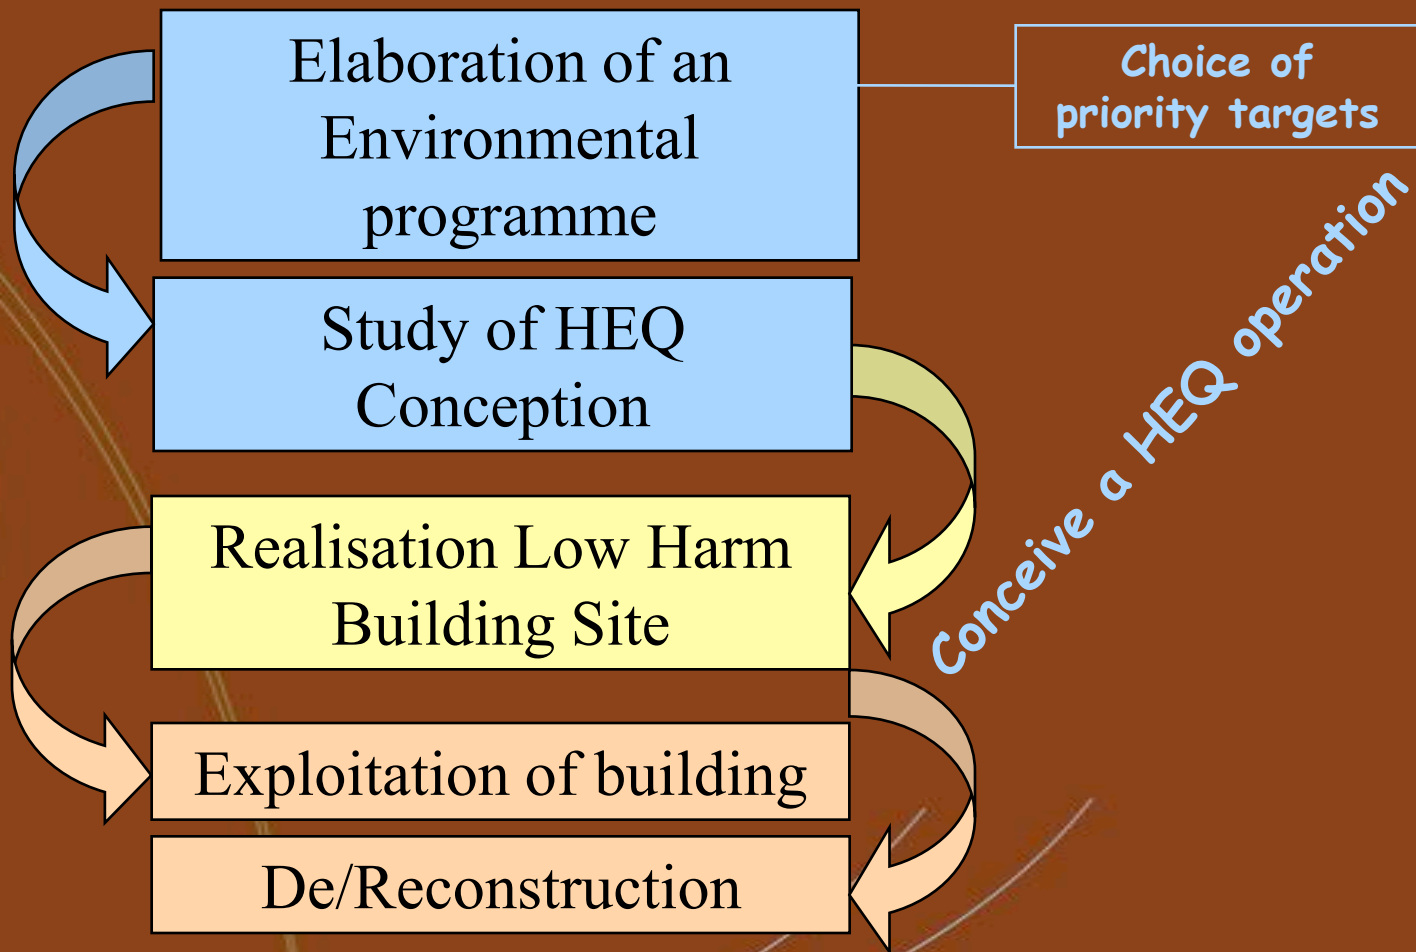 Elaboration of an
Environmental
programme
Choice of
priority targets
Study of HEQ
Conception
Conceive a HEQ operation
Realisation Low Harm
Building Site
Exploitation of building
De/Reconstruction